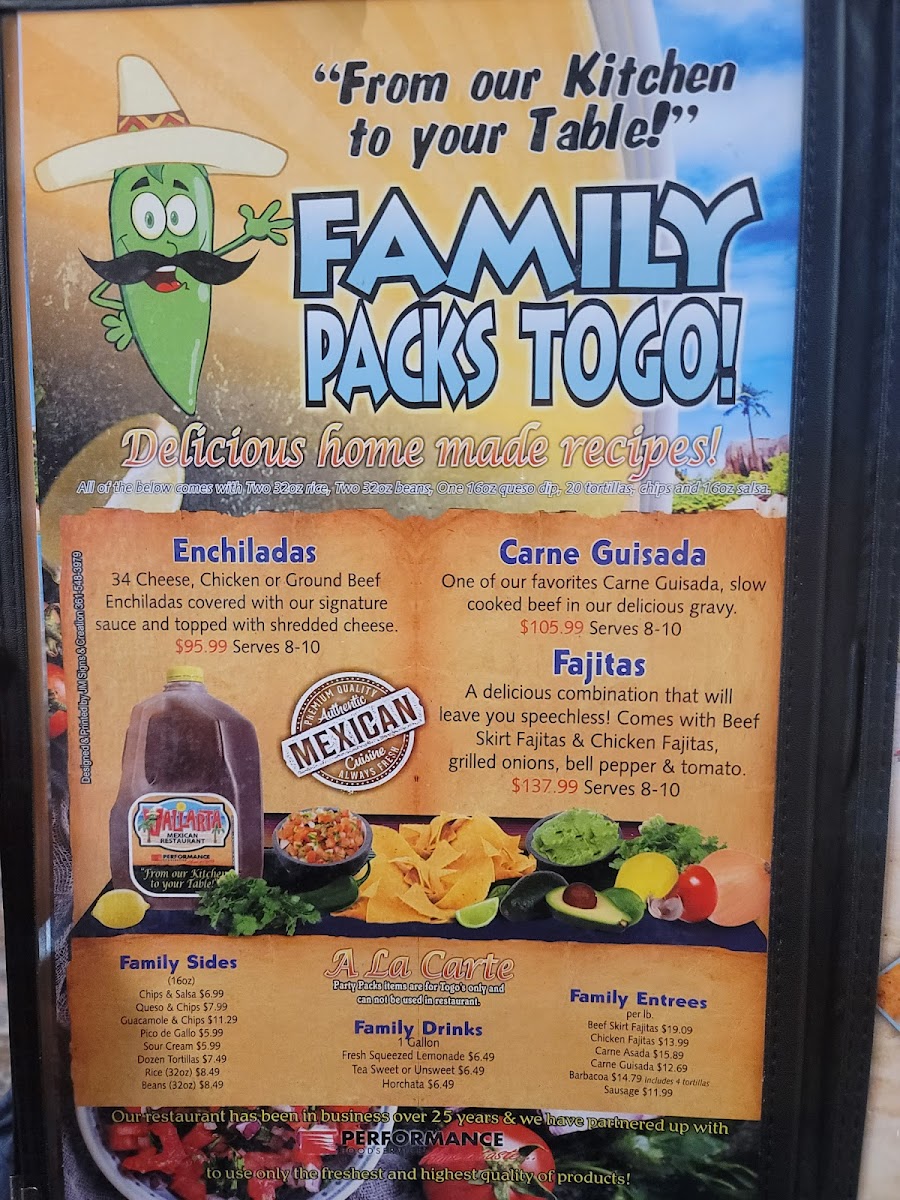 “From our Kitchen
to your Table!”
FAMILY
PACKS TOGO!
Delicious home made recipes!
All of the below comes with Two 32oz rice, Two 32oz beans, One 16oz queso dip, 20 tortillas, chips and 16oz salsa.
Designed & Printed by JM Signs & Creation 361-548-3979
Enchiladas
34 Cheese, Chicken or Ground Beef
Enchiladas covered with our signature
sauce and topped with shredded cheese.
$95.99 Serves 8-10
Carne Guisada
One of our favorites Carne Guisada, slow
cooked beef in our delicious gravy.
$105.99 Serves 8-10
Fajitas
A delicious combination that will
leave you speechless! Comes with Beef
Skirt Fajitas & Chicken Fajitas,
grilled onions, bell pepper & tomato.
$137.99 Serves 8-10
PREMIUM QUALITY
Authentic
MEXICAN
Cuisine
ALWAYS FRESH
VALLARTA
MEXICAN
RESTAURANT
PERFORMANCE
"From our Kitchen
to your Table!"
Family Sides
(16oz)
Chips & Salsa $6.99
Queso & Chips $7.99
Guacamole & Chips $11.29
Pico de Gallo $5.99
Sour Cream $5.99
Dozen Tortillas $7.49
Rice (32oz) $8.49
Beans (32oz) $8.49
A La Carte
Party Packs items are for Togo's only and
can not be used in restaurant.
Family Drinks
1 Gallon
Fresh Squeezed Lemonade $6.49
Tea Sweet or Unsweet $6.49
Horchata $6.49
Family Entrees
per lb.
Beef Skirt Fajitas $19.09
Chicken Fajitas $13.99
Carne Asada $15.89
Carne Guisada $12.69
Barbacoa $14.79 Includes 4 tortillas
Sausage $11.99
Our restaurant has been in business over 25 years & we have partnered up with
PERFORMANCE
to use only the freshest and highest quality of products!